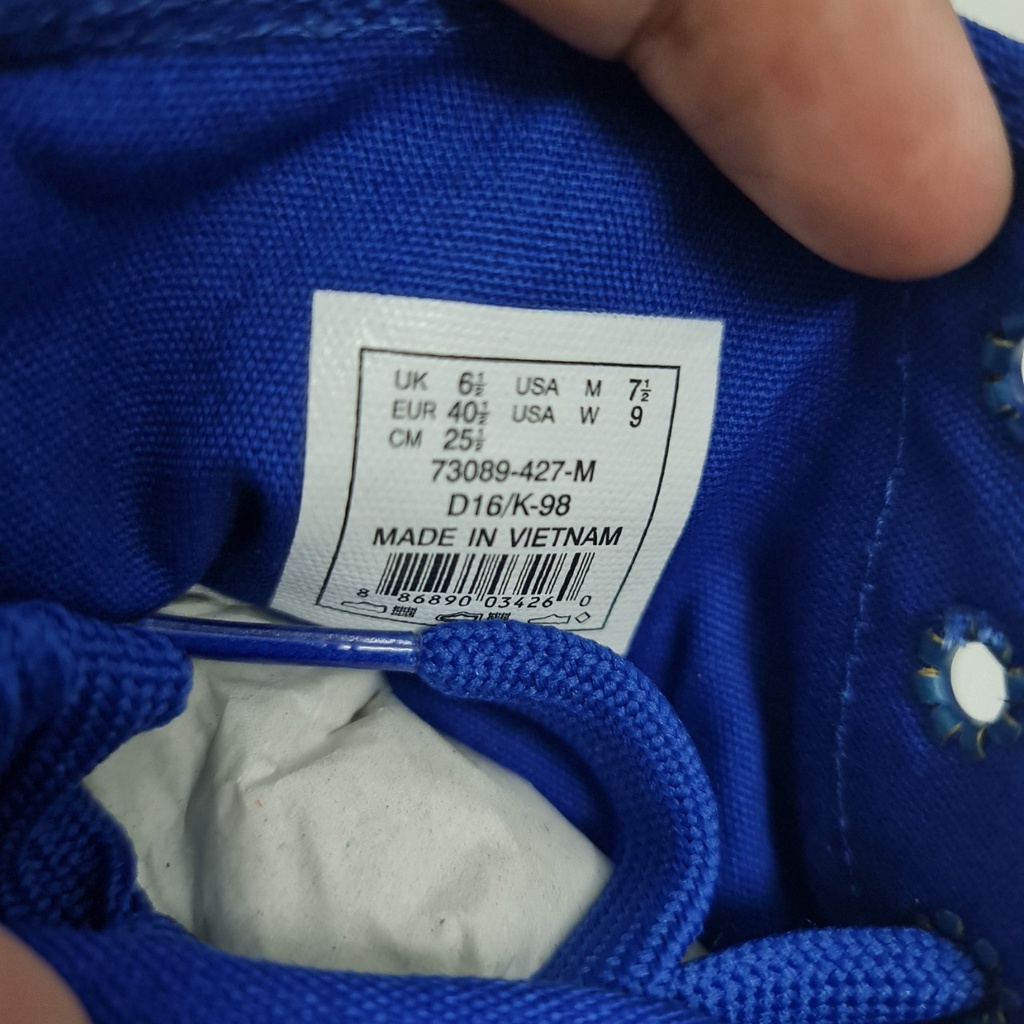 UK 6½ USA M 7½
EUR 40½ USA W 9
CM 25½
73089-427-M
D16/K-98
MADE IN VIETNAM
8 86890 03426 0